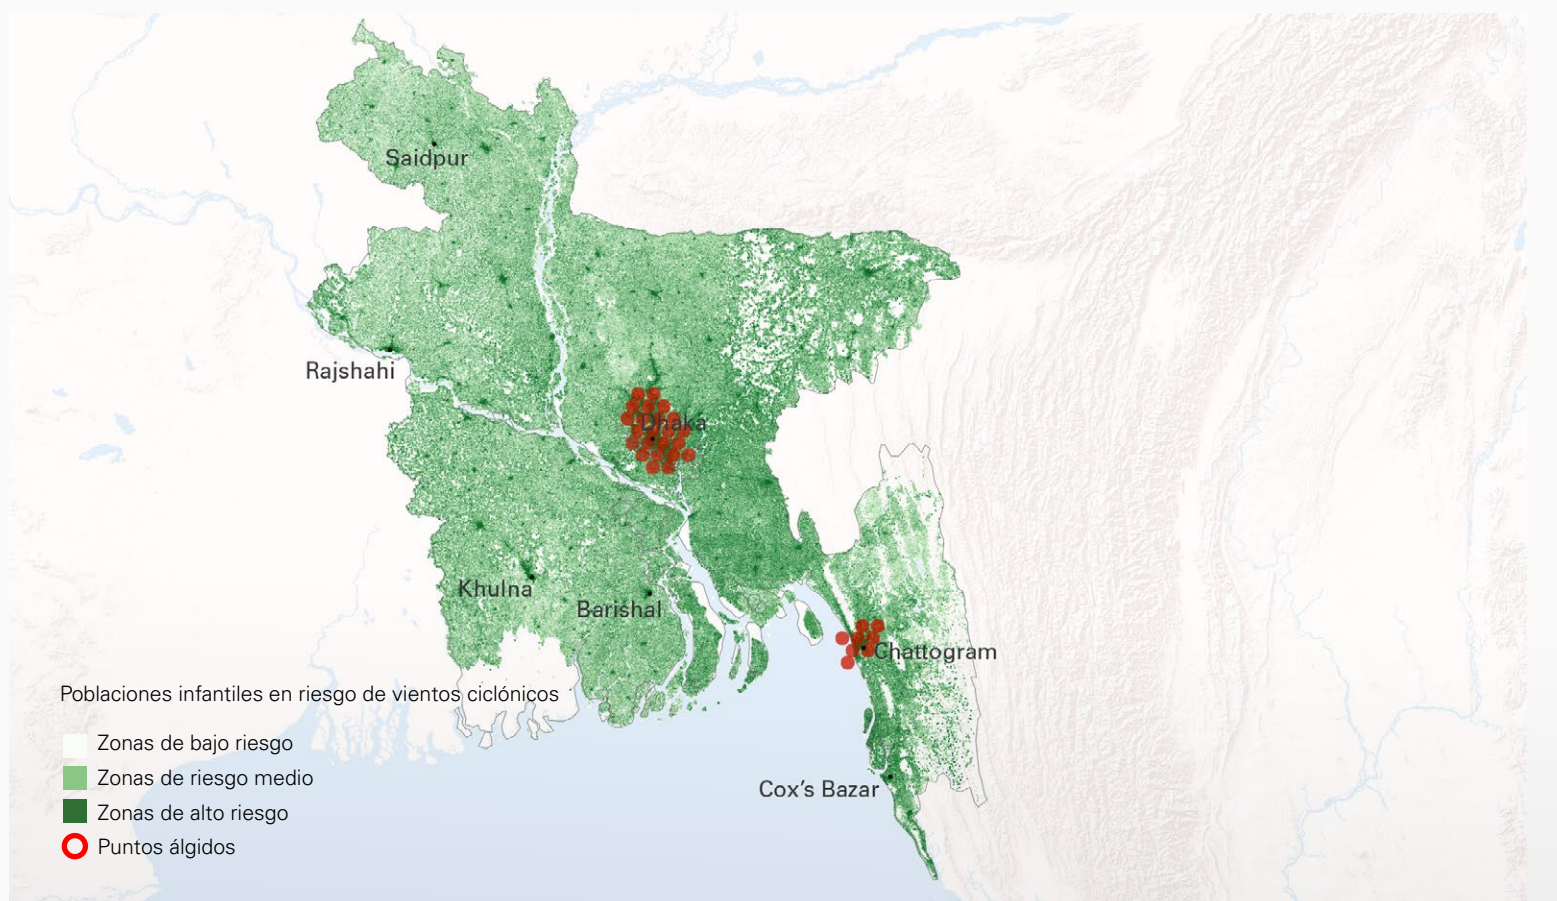 Saidpur
Rajshahi
Dhaka
Khulna
Barishal
Chattogram
Poblaciones infantiles en riesgo de vientos ciclónicos
Zonas de bajo riesgo
Zonas de riesgo medio
Cox's Bazar
Zonas de alto riesgo
Puntos álgidos